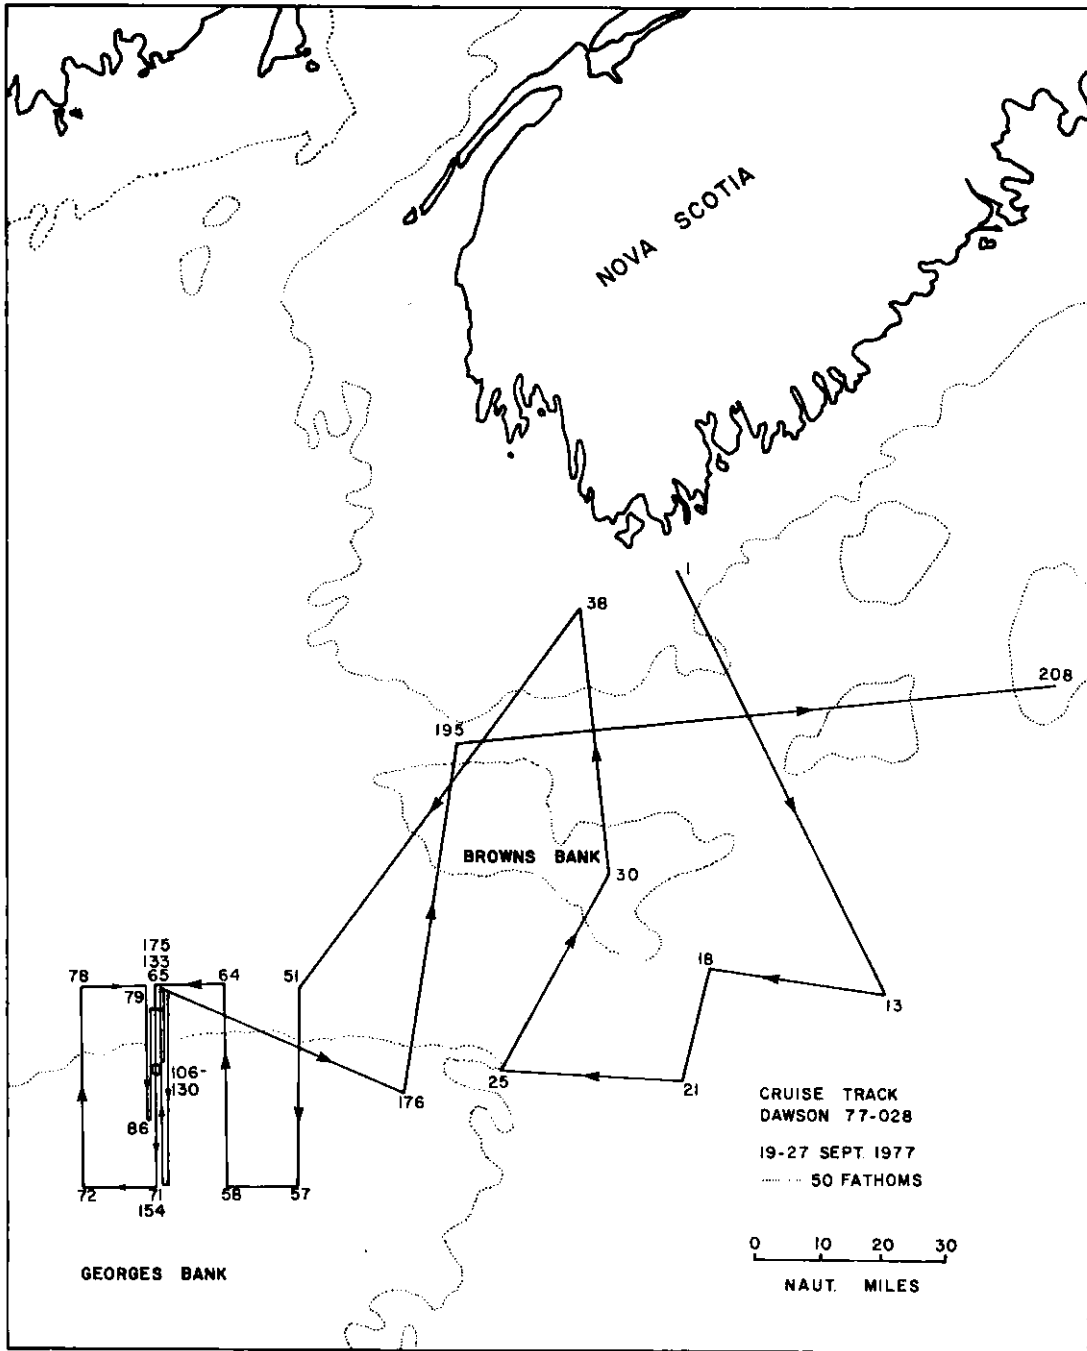 NOVA SCOTIA
1
38
208
195
BROWNS BANK
30
175
133
78
65
64
51
18
79
13
106-
130
25
176
21
86
CRUISE TRACK
DAWSON 77-028
19-27 SEPT. 1977
50 FATHOMS
72
71
58
57
154
0 10 20 30
NAUT. MILES
GEORGES BANK